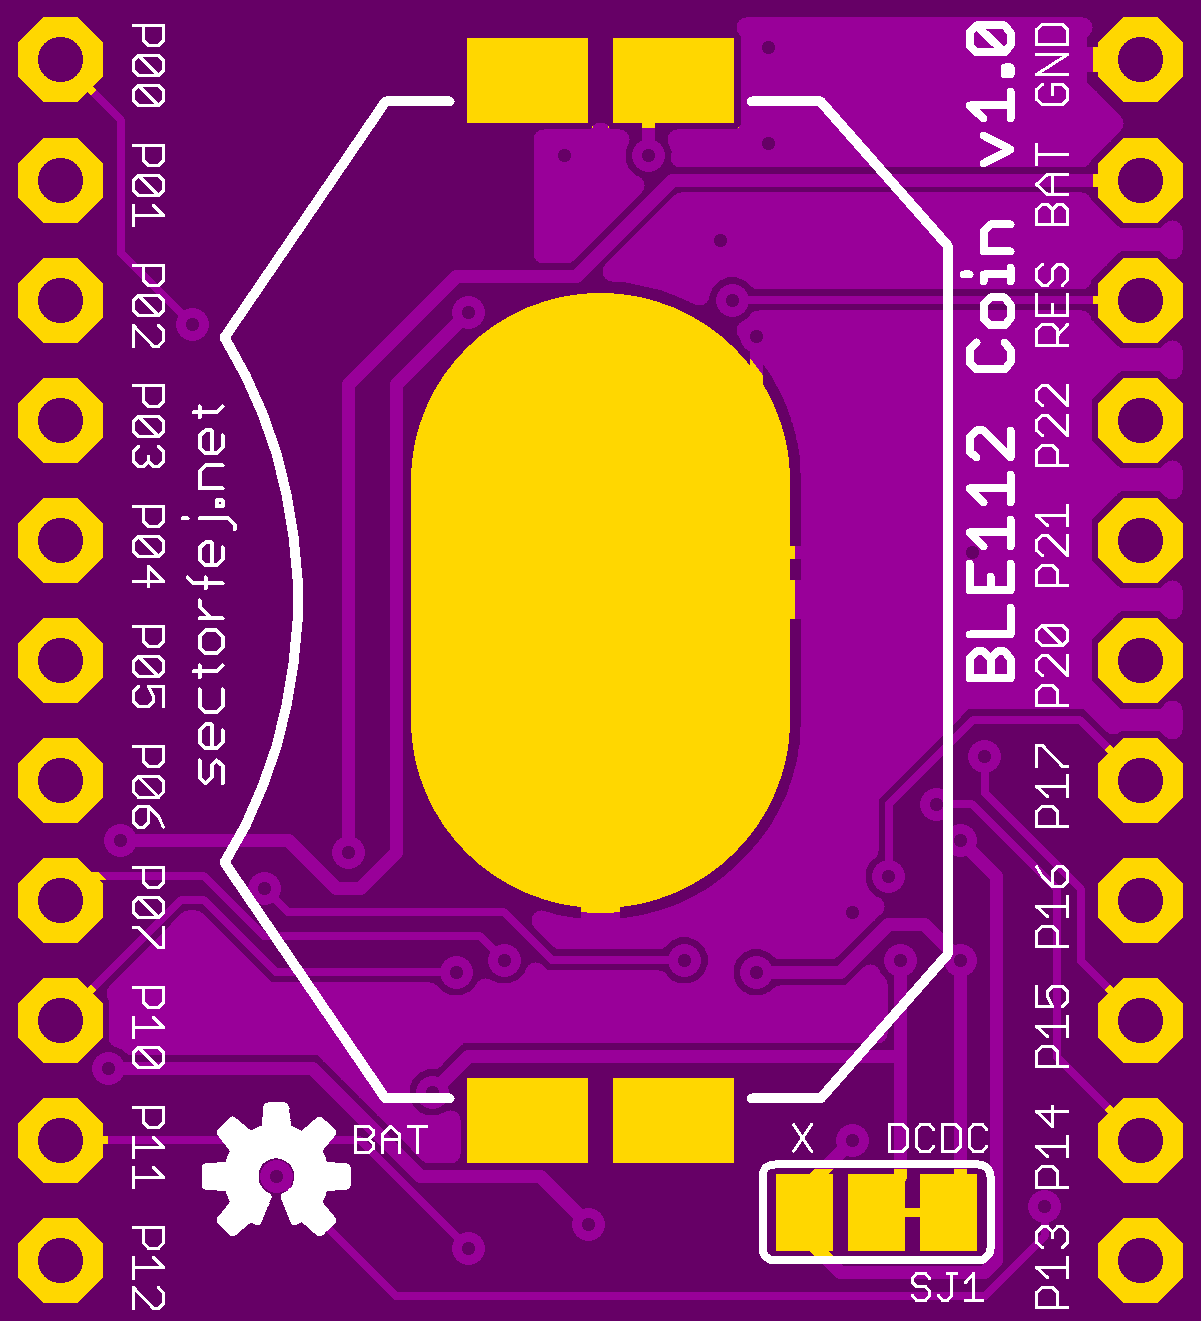 P00
P01
P02
P03
P04
P05
P06
P07
P10
P11
P12
sectorfej.net
BAT
BLE112 Coin v1.0
GND
BAT
RES
P22
P21
P20
P17
P16
P15
P14
P13
X DCDC
SJ1